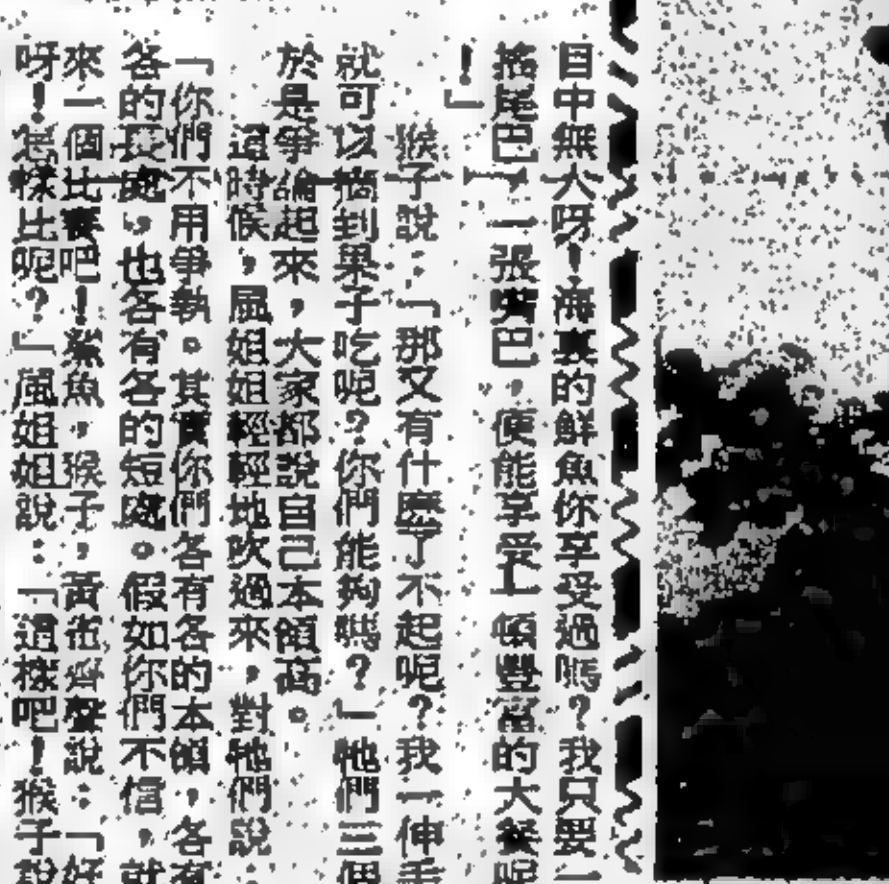 目中無人呀！海裏的鮮魚你享受過嗎？我只要一
搖尾巴，一張嘴巴，便能享受上一頓豐富的大餐呢
！」
猴子說：「那又有什麼了不起呢？我一伸手
就可以摘到果子吃呢？你們能夠嗎？」牠們三個
於是爭論起來，大家都說自己本領高。
這時候，風姐姐輕輕地吹過來，對牠們說：
「你們不用爭執。其實你們各有各的本領，各有
各的長處，也各有各的短處。假如你們不信，就
來一個比賽吧！鯊魚，猴子，黃雀齊聲說：「好
呀！怎樣比呢？」風姐姐說：「這樣吧！猴子說